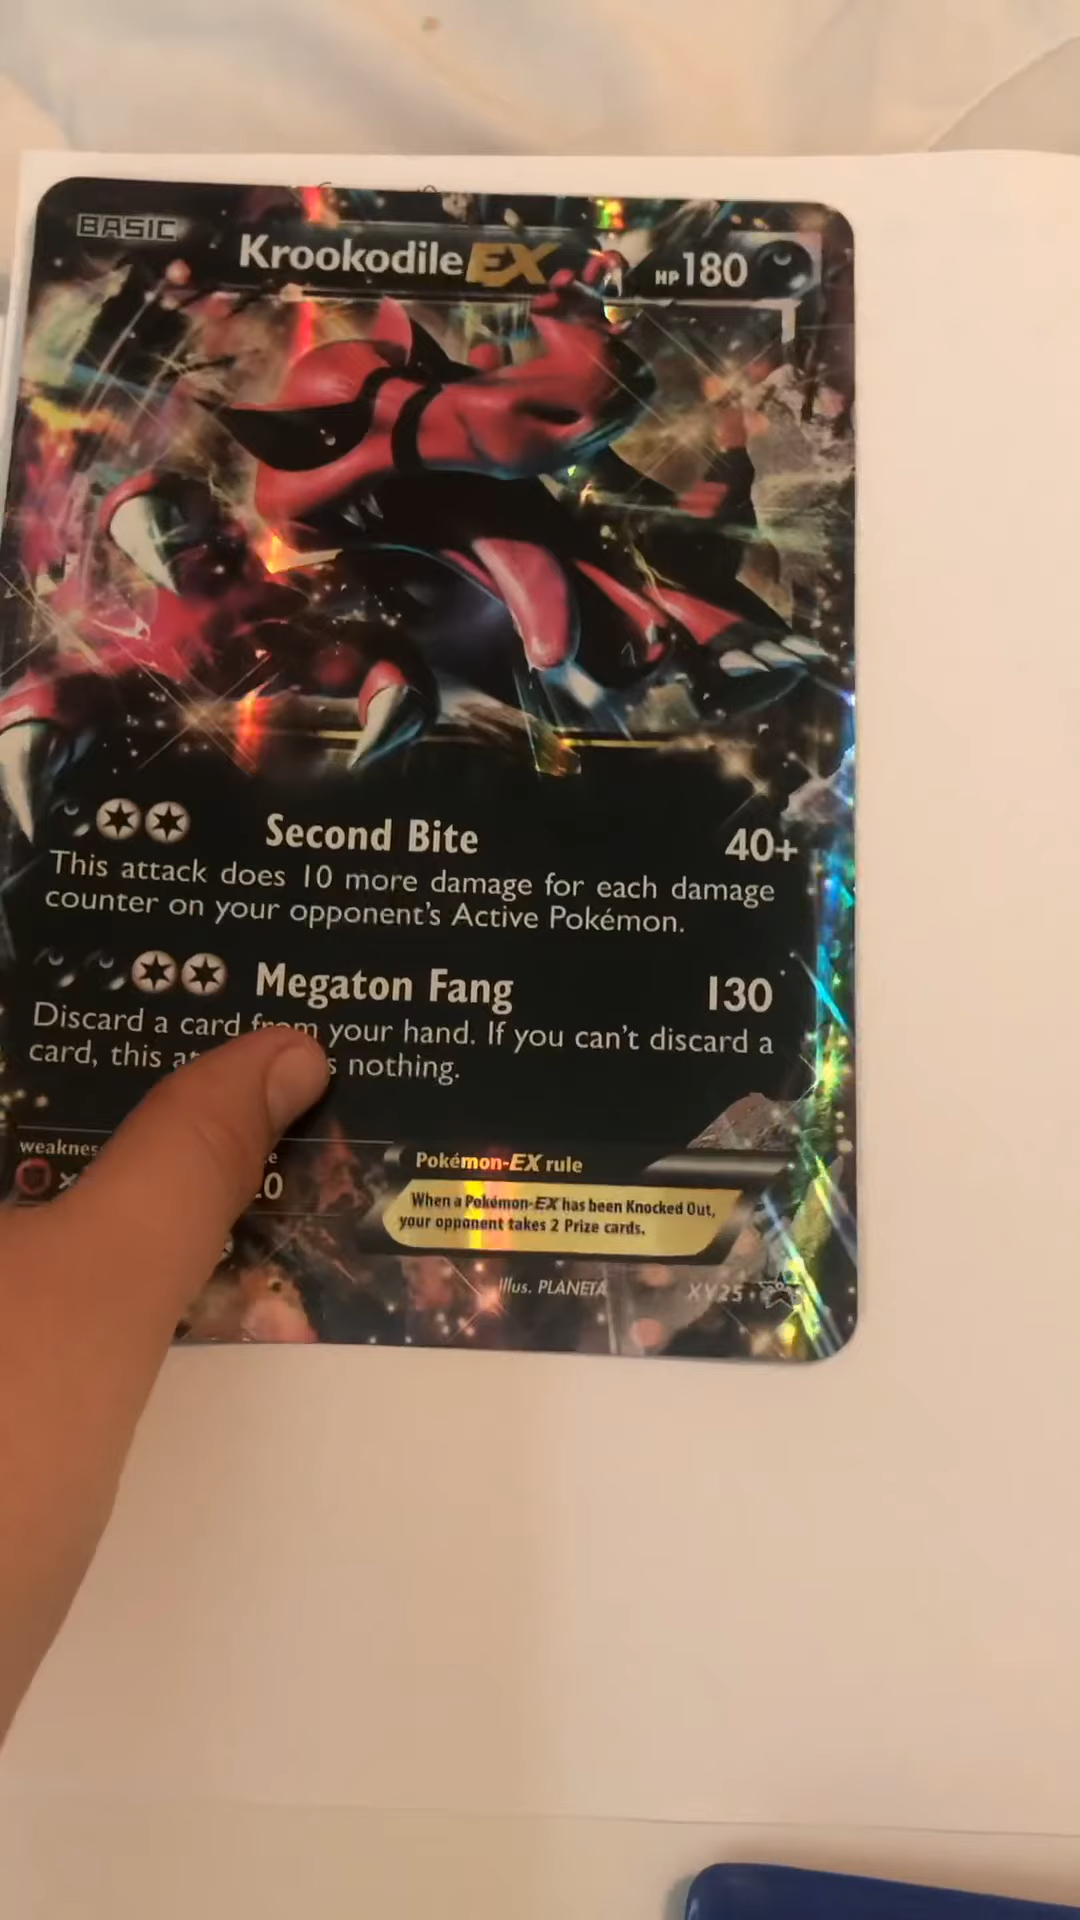 BASIC
Krookodile EX HP 180
Second Bite 40+
This attack does 10 more damage for each damage
counter on your opponent's Active Pokémon.
Megaton Fang 130
Discard a card from your hand. If you can't discard a
card, this nothing.
Pokémon-EX rule
When a Pokémon-EX has been Knocked Out,
your opponent takes 2 Prize cards.
Illus. PLANETA XY25